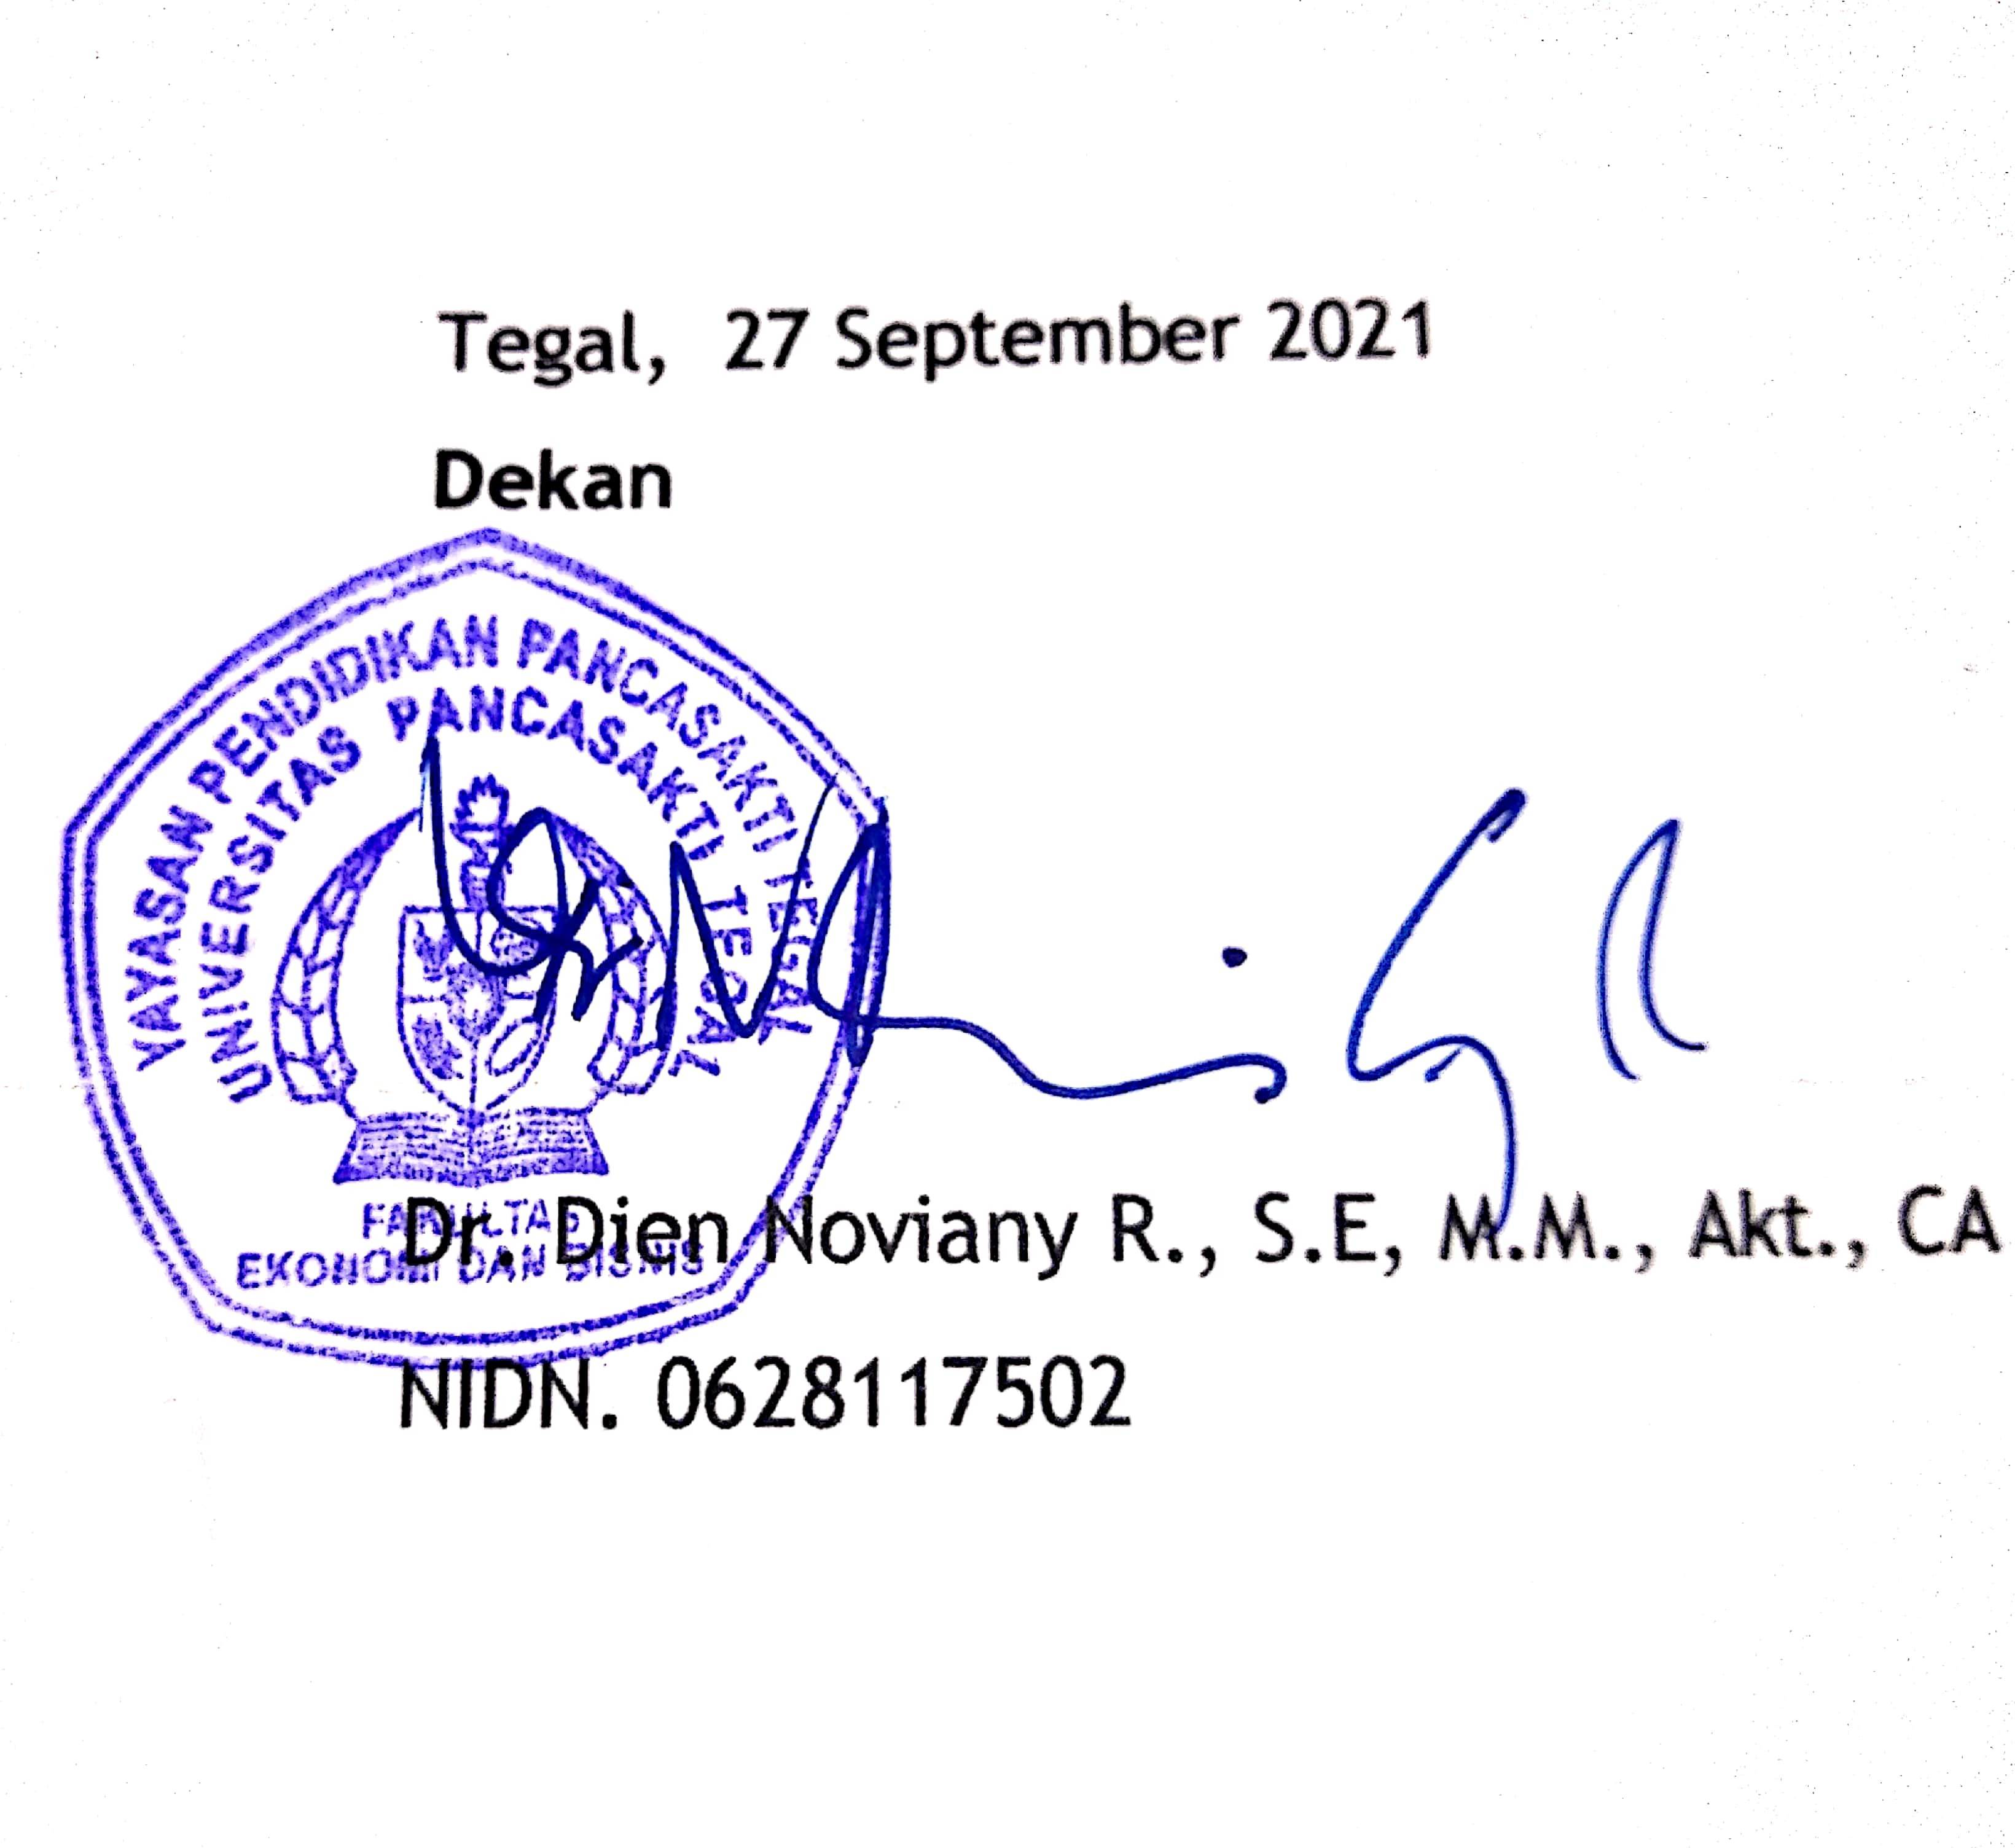 Tegal, 27 September 2021
Dekan
YAYASAN PENDIDIKAN PANCASAKTI TEGAL
UNIVERSITAS PANCASAKTI TEGAL
FAKULTAS
EKONOMI DAN BISNIS
Dr. Dien Noviany R., S.E, M.M., Akt., CA
NIDN. 0628117502